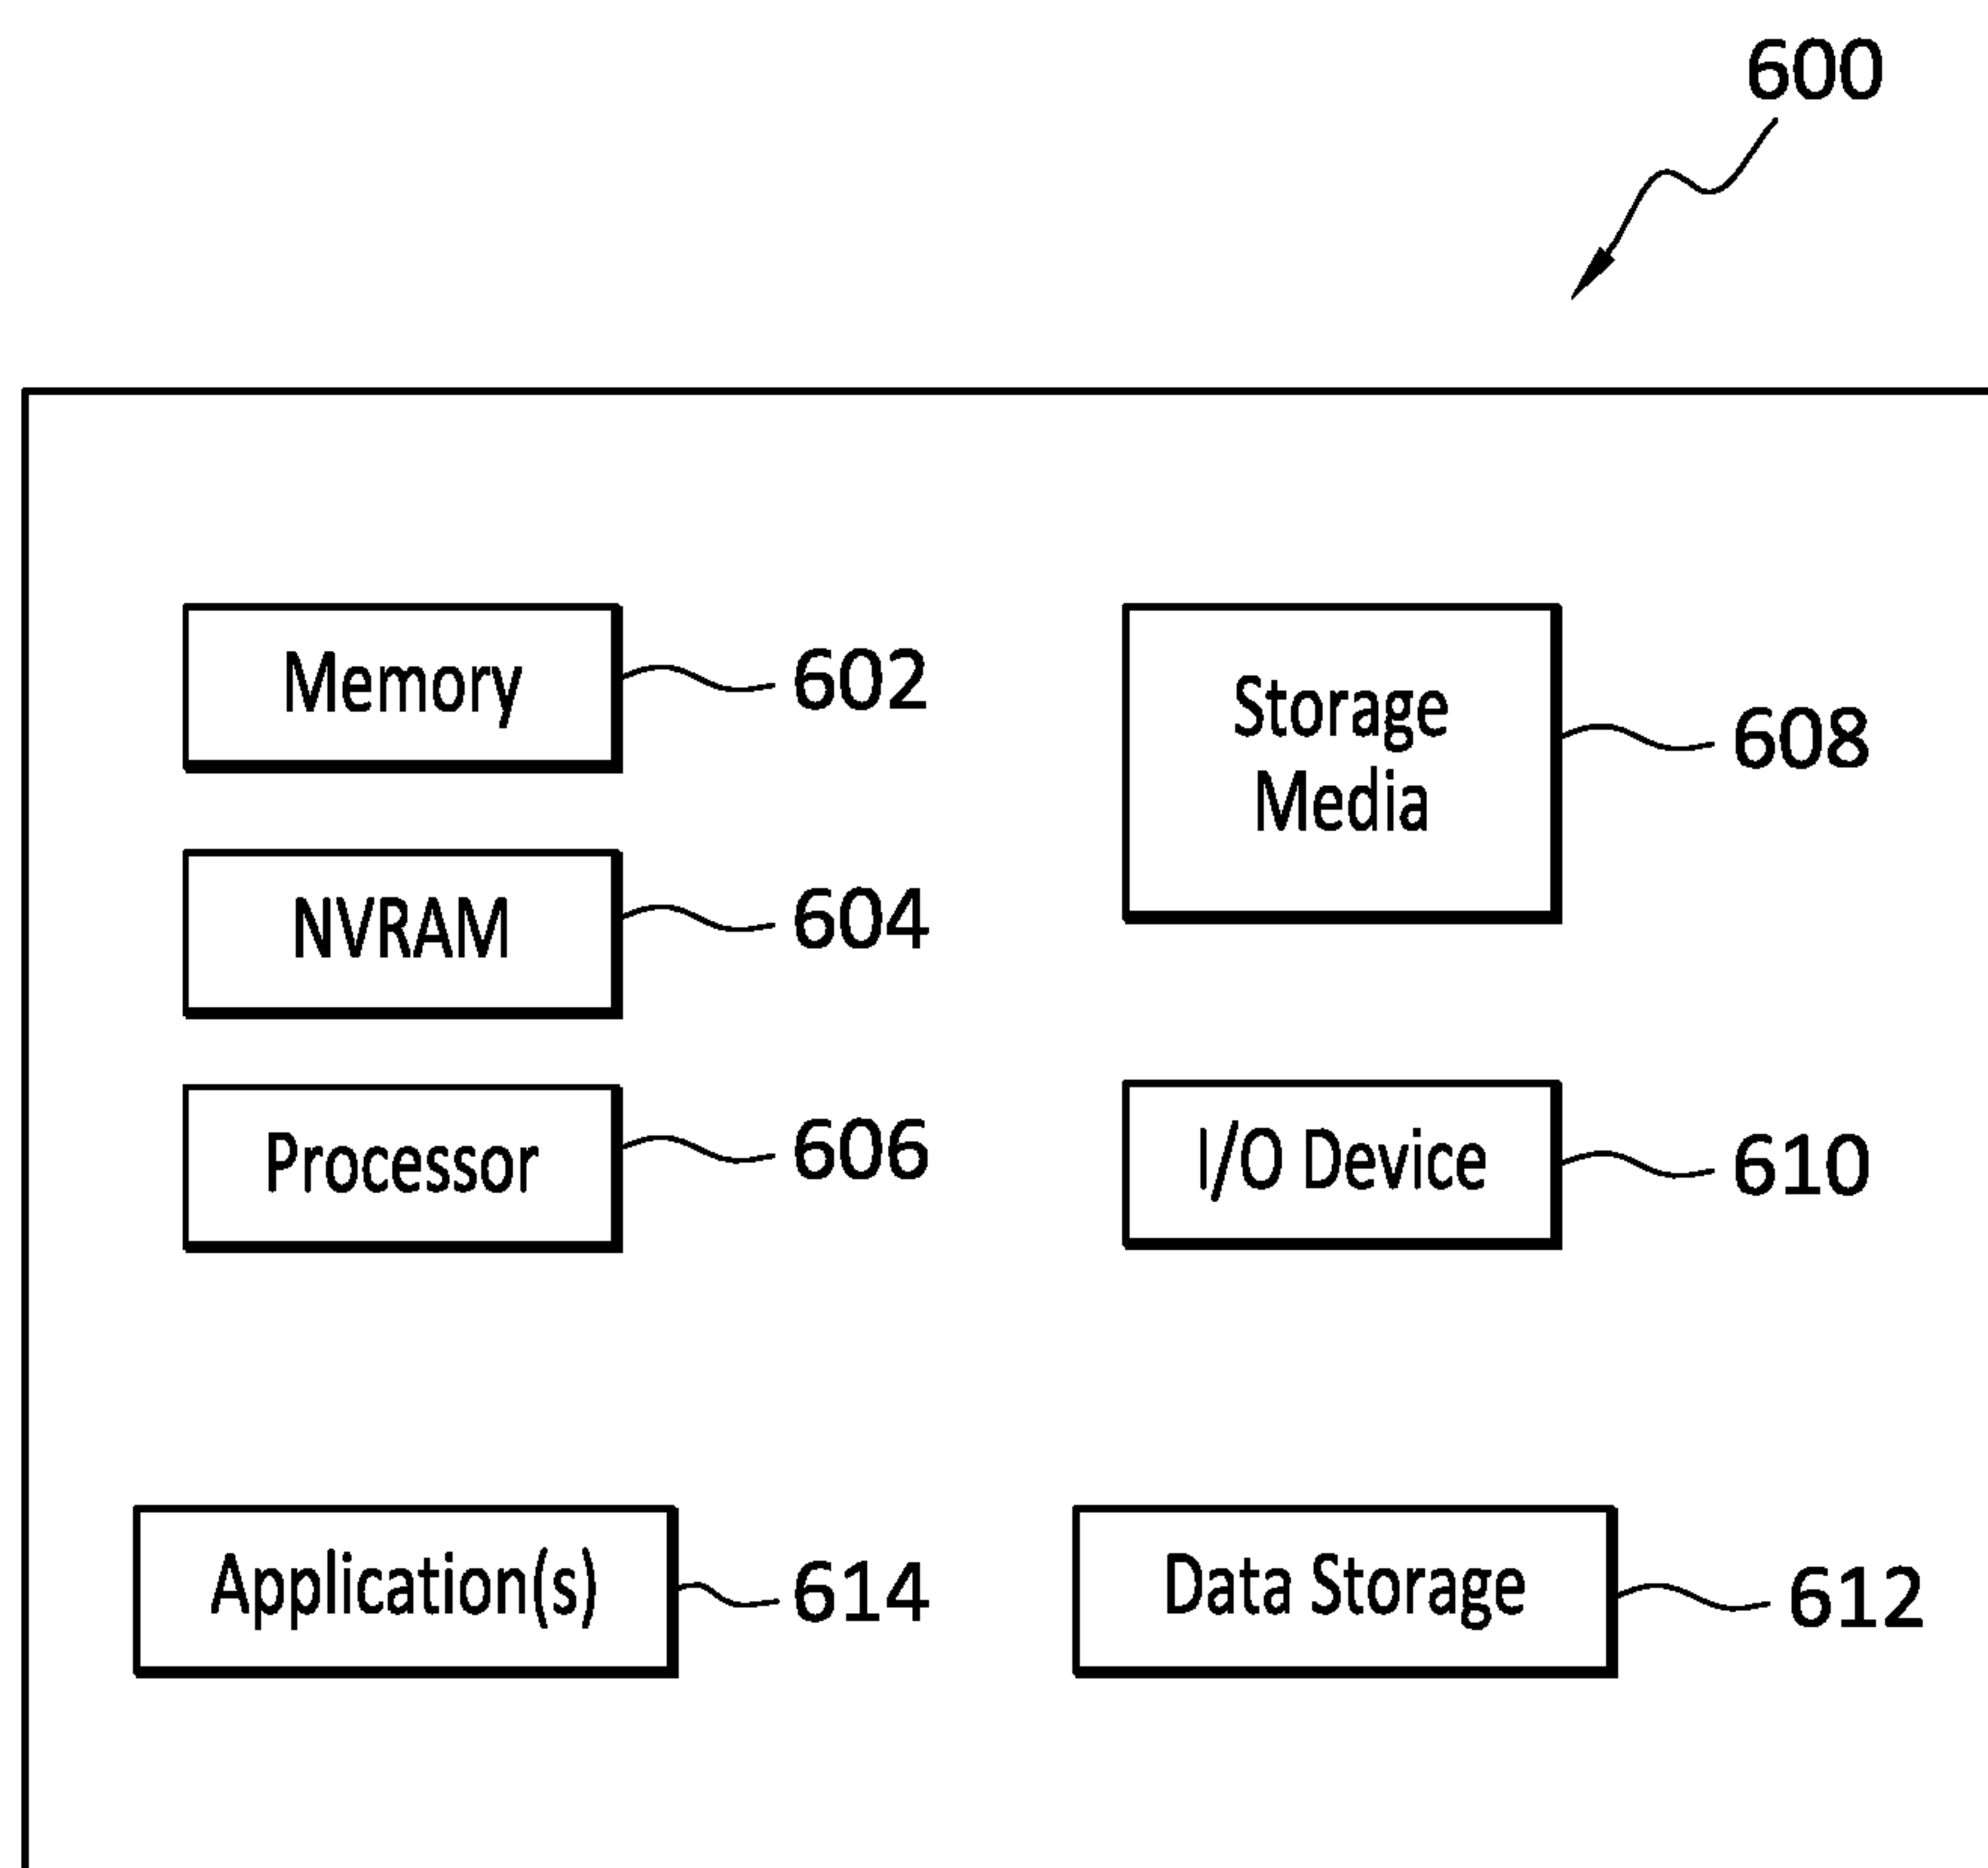 600
Memory
602
NVRAM
604
Processor
606
Storage
Media
608
I/O Device
610
Application(s)
614
Data Storage
612